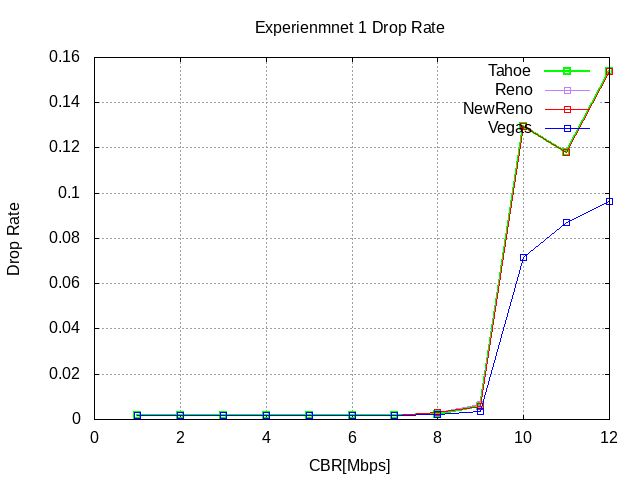 Experienmnet 1 Drop Rate
0.16
0.14
0.12
0.1
0.08
0.06
0.04
0.02
0
Drop Rate
Tahoe
Reno
NewReno
Vegas
0 2 4 6 8 10 12
CBR[Mbps]